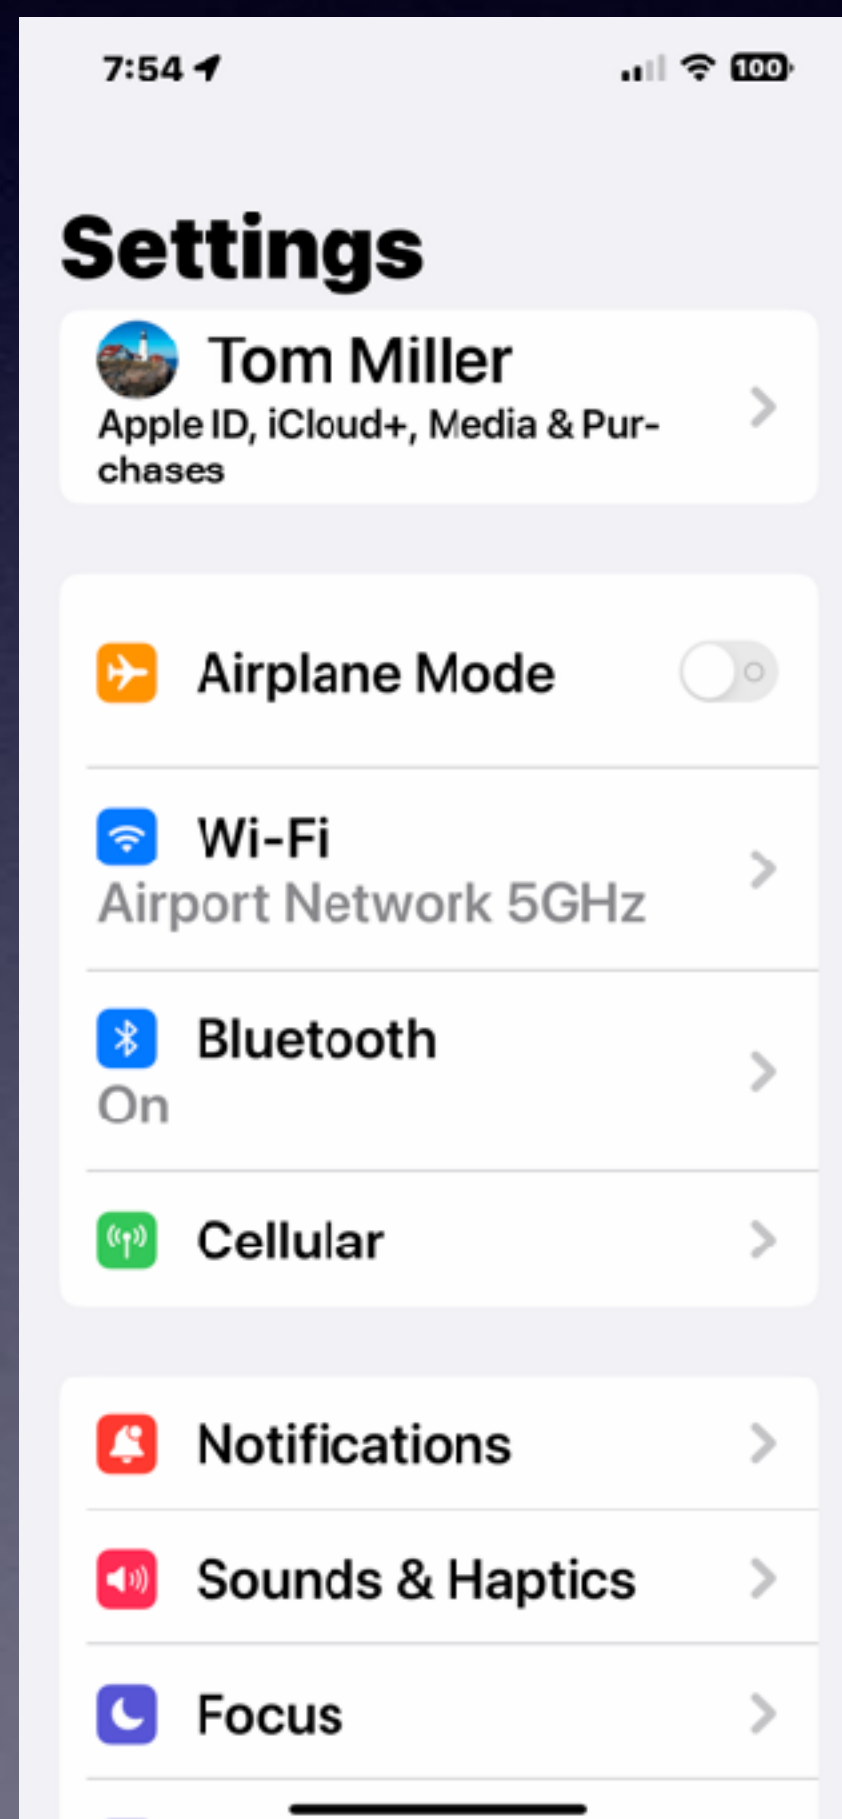 7:54
100
Settings
Tom Miller
Apple ID, iCloud+, Media & Pur-
chases
Airplane Mode
Wi-Fi
Airport Network 5GHz
Bluetooth
On
Cellular
Notifications
Sounds & Haptics
Focus